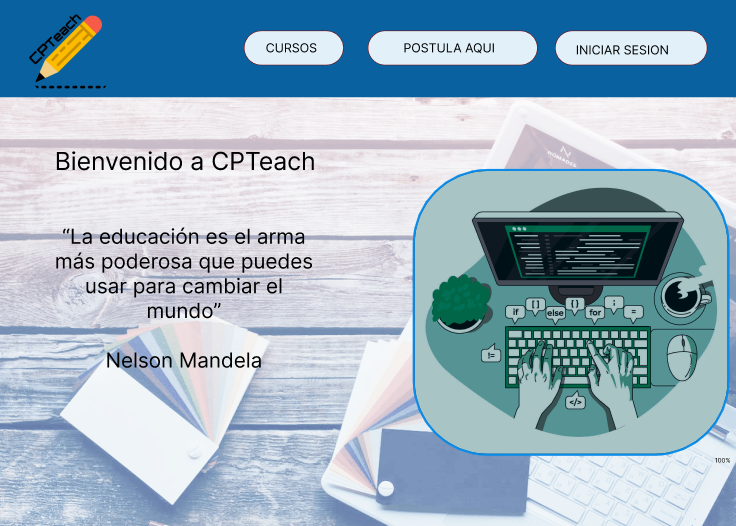 CPTeach
CURSOS
POSTULA AQUI
INICIAR SESION
Bienvenido a CPTeach
“La educación es el arma
más poderosa que puedes
usar para cambiar el
mundo”
Nelson Mandela
if
[ ]
else
{ }
for
;
=
!=
</>
100%